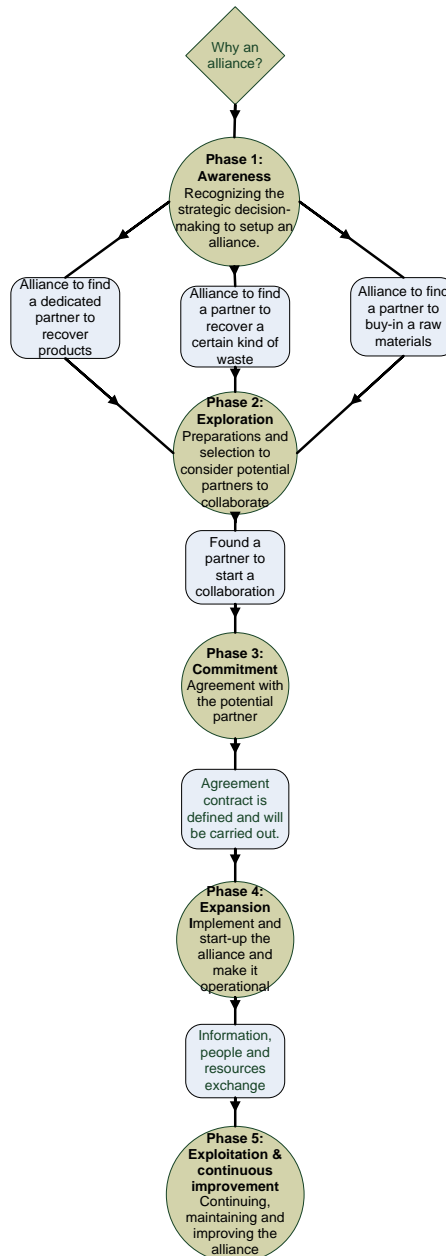 Why an
alliance?
Phase 1:
Awareness
Recognizing the
strategic decision-
making to setup an
alliance.
Alliance to find
a dedicated
partner to
recover
products
Alliance to find
a partner to
recover a
certain kind of
waste
Alliance to find
a partner to
buy-in a raw
materials
Phase 2:
Exploration
Preparations and
selection to
consider potential
partners to
collaborate
Found a
partner to
start a
collaboration
Phase 3:
Commitment
Agreement with
the potential
partner
Agreement
contract is
defined and will
be carried out.
Phase 4:
Expansion
Implement and
start-up the
alliance and
make it
operational
Information,
people and
resources
exchange
Phase 5:
Exploitation &
continuous
improvement
Continuing,
maintaining and
improving the
alliance